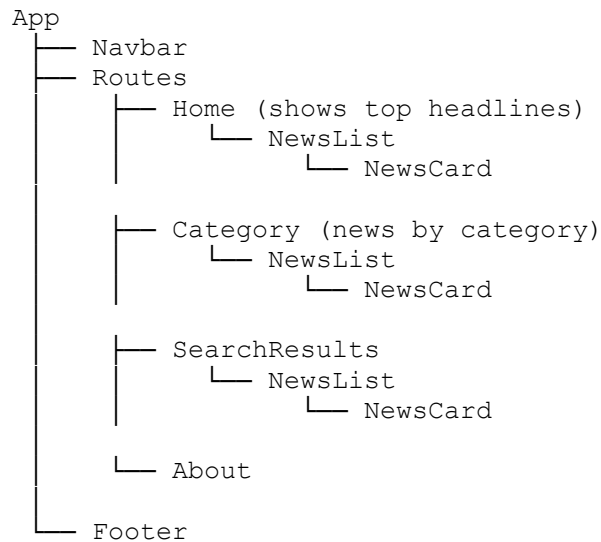 App
├── Navbar
├── Routes
│   ├── Home (shows top headlines)
│   │   └── NewsList
│   │       └── NewsCard
│   ├── Category (news by category)
│   │   └── NewsList
│   │       └── NewsCard
│   ├── SearchResults
│   │   └── NewsList
│   │       └── NewsCard
│   └── About
└── Footer